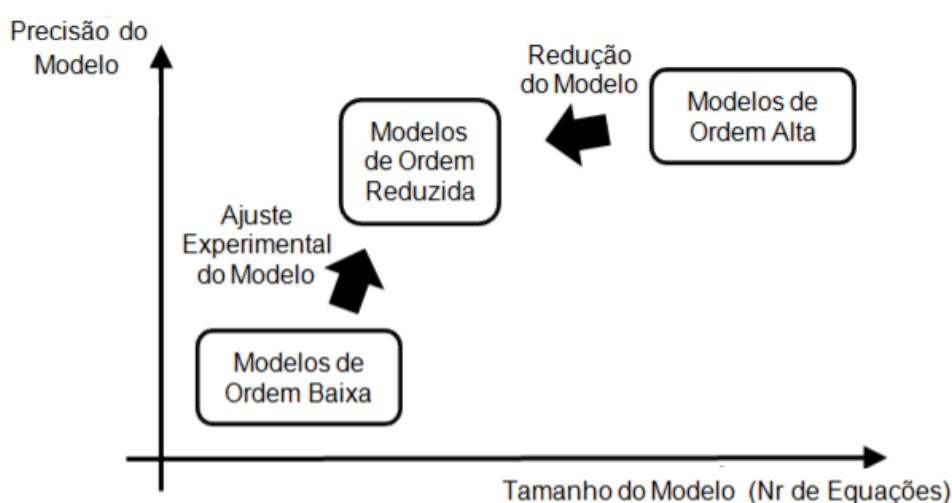 Precisão do
Modelo
Redução
do Modelo
Modelos de
Ordem Alta
Modelos
de Ordem
Reduzida
Ajuste
Experimental
do Modelo
Modelos de
Ordem Baixa
Tamanho do Modelo (Nr de Equações)